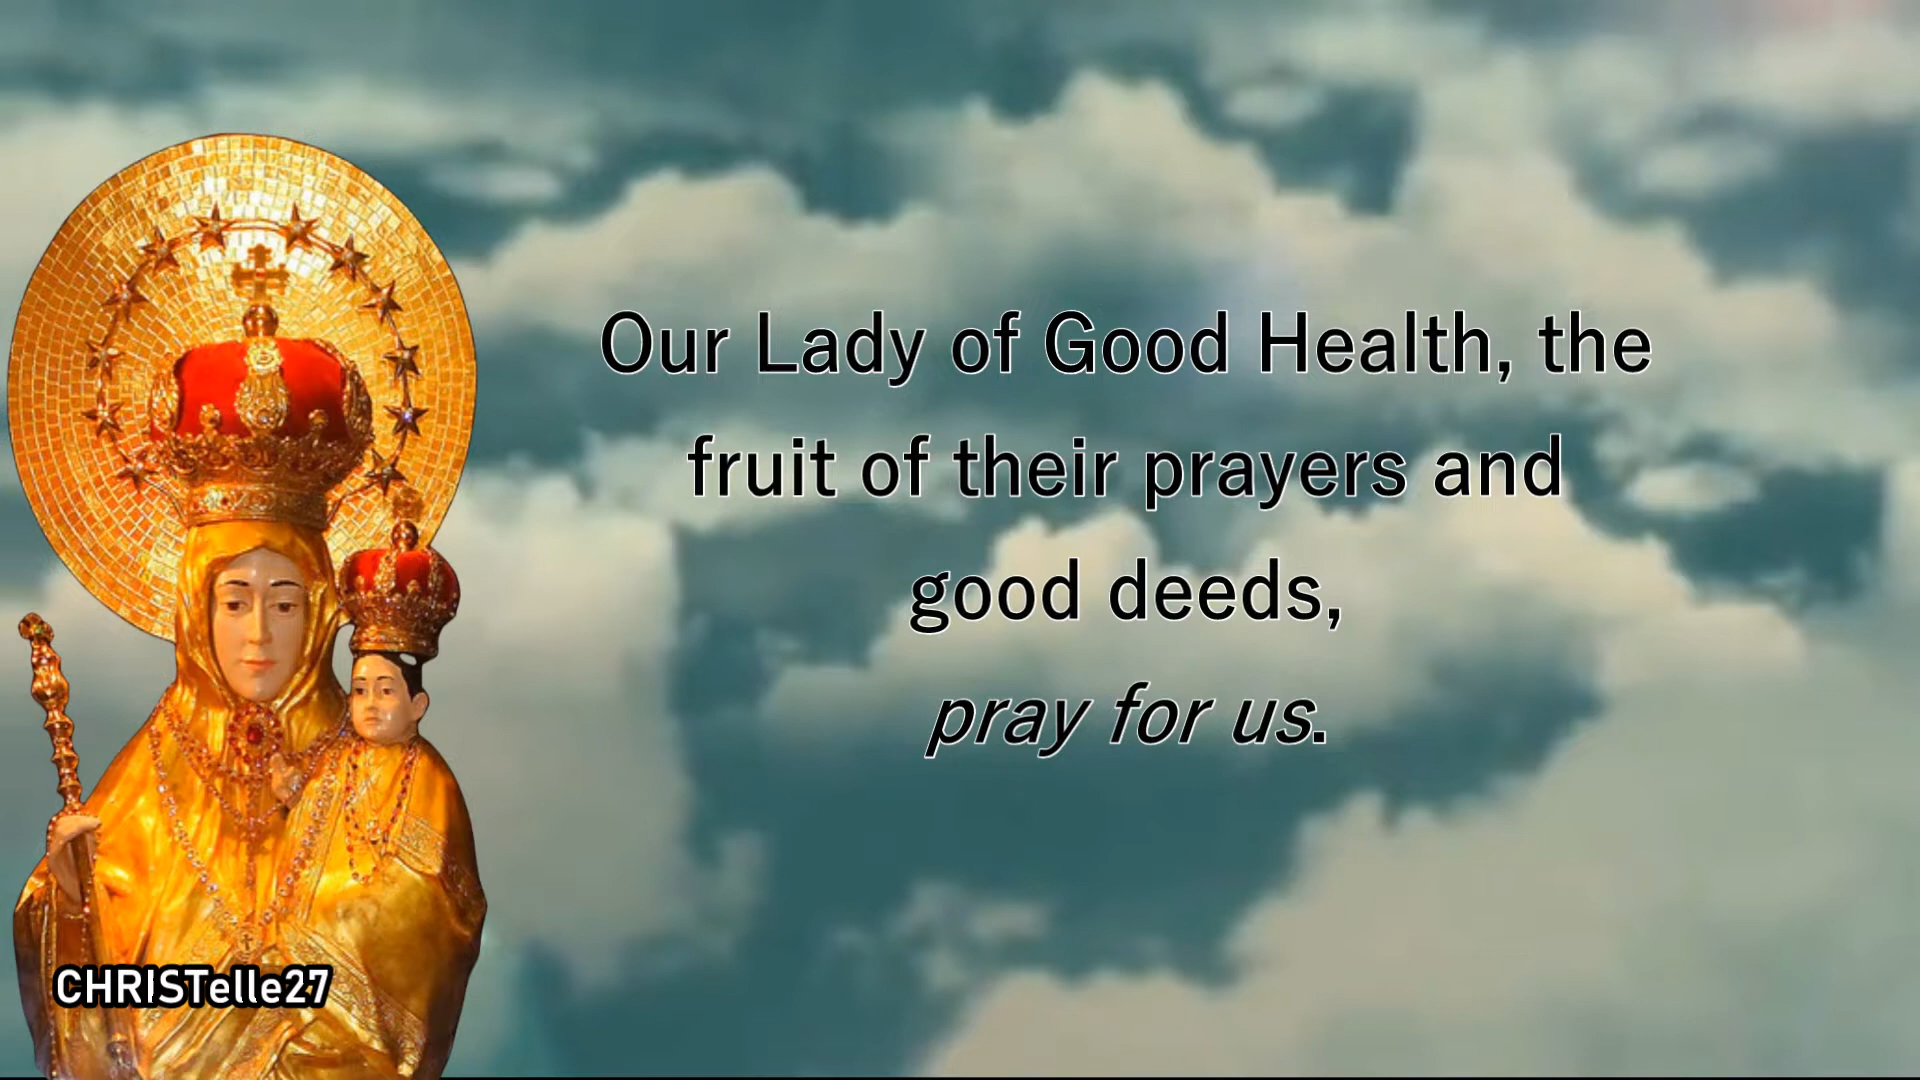 Our Lady of Good Health, the
fruit of their prayers and
good deeds,
pray for us.
CHRISTelle27